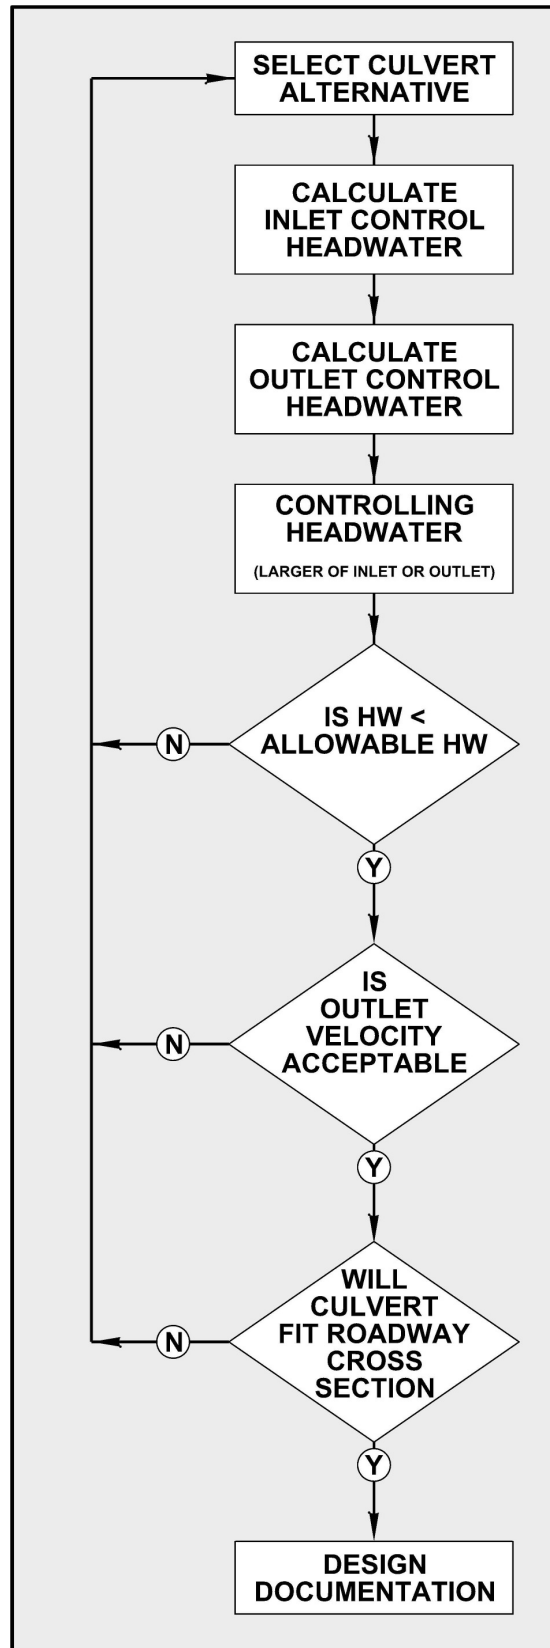 SELECT CULVERT
ALTERNATIVE
CALCULATE
INLET CONTROL
HEADWATER
CALCULATE
OUTLET CONTROL
HEADWATER
CONTROLLING
HEADWATER
(LARGER OF INLET OR OUTLET)
IS HW <
ALLOWABLE HW
N
Y
IS
OUTLET
VELOCITY
ACCEPTABLE
N
Y
WILL
CULVERT
FIT ROADWAY
CROSS
SECTION
N
Y
DESIGN
DOCUMENTATION